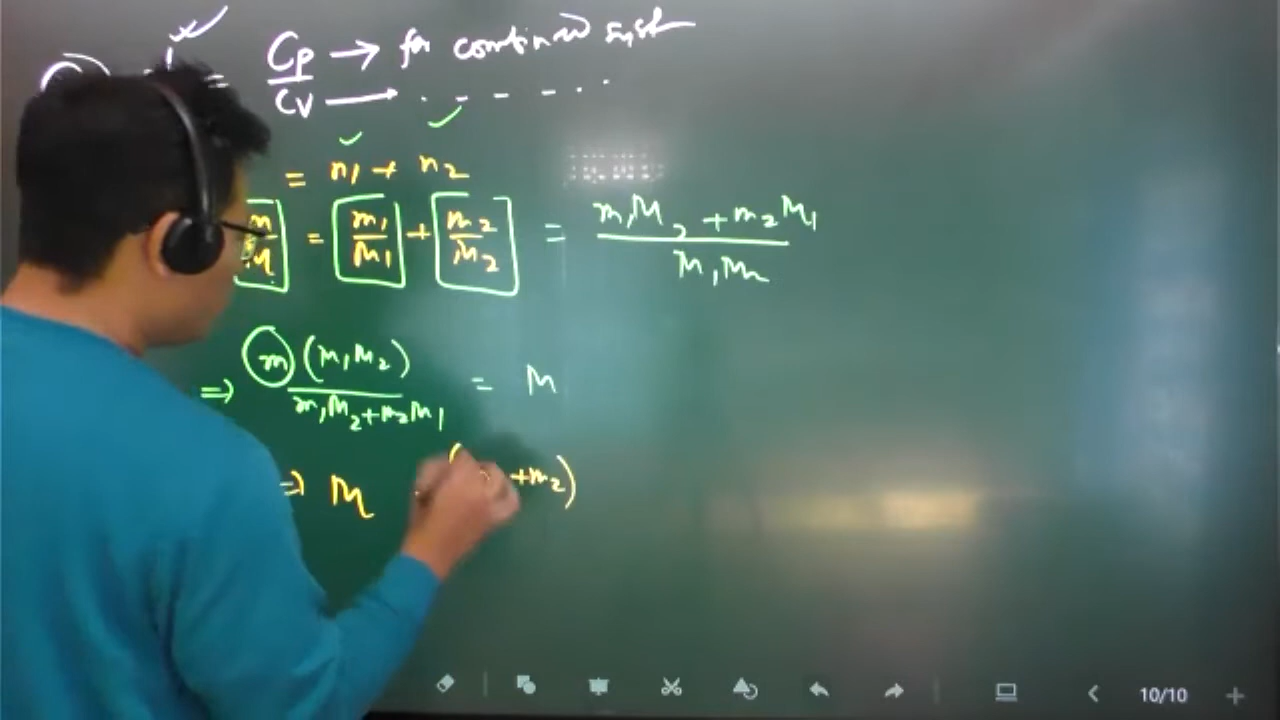 = Cp/Cv → for combined syst
= n1 + n2
m/M = m1/M1 + m2/M2 = m1M2 + m2M1 / M1M2
⇒ m (M1M2) / m1M2+m2M1 = M
⇒ M ( +m2)
10/10